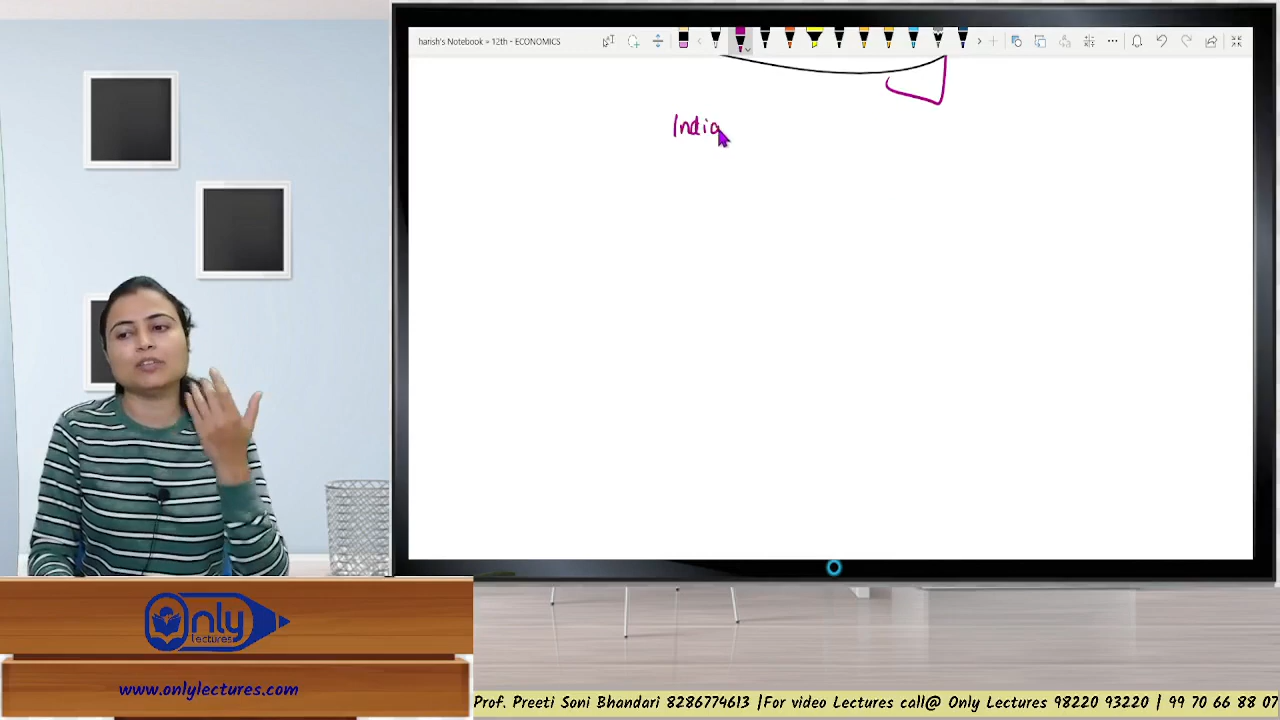 harish's Notebook » 12th - ECONOMICS
India
Only
lectures
www.onlylectures.com
Prof. Preeti Soni Bhandari 8286774613 |For video Lectures call@ Only Lectures 98220 93220 | 99 70 66 88 07